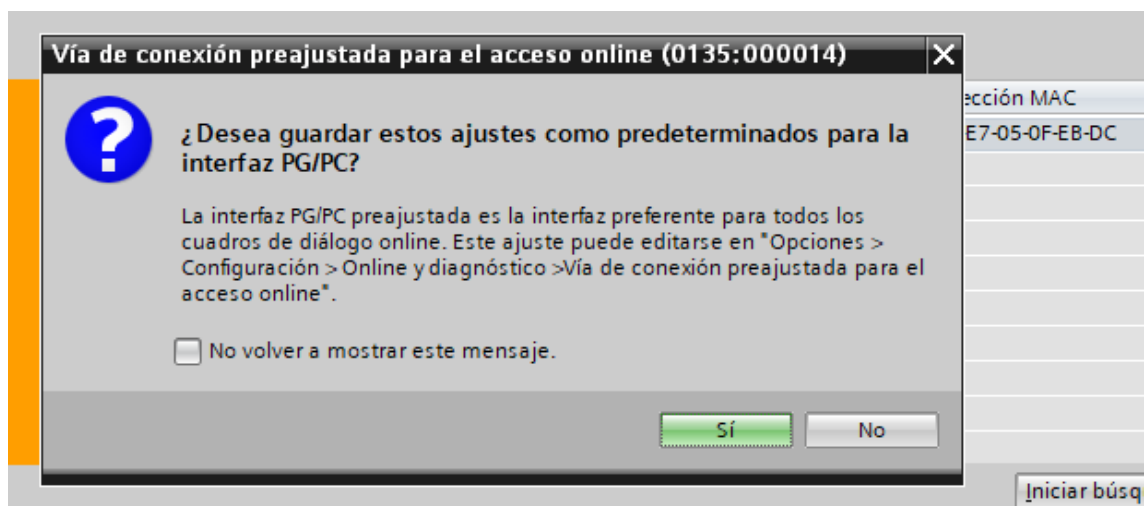 Vía de conexión preajustada para el acceso online (0135:000014)
ección MAC
E7-05-0F-EB-DC
¿Desea guardar estos ajustes como predeterminados para la
interfaz PG/PC?
La interfaz PG/PC preajustada es la interfaz preferente para todos los
cuadros de diálogo online. Este ajuste puede editarse en "Opciones >
Configuración > Online y diagnóstico >Vía de conexión preajustada para el
acceso online".
No volver a mostrar este mensaje.
Sí
No
Iniciar búsq